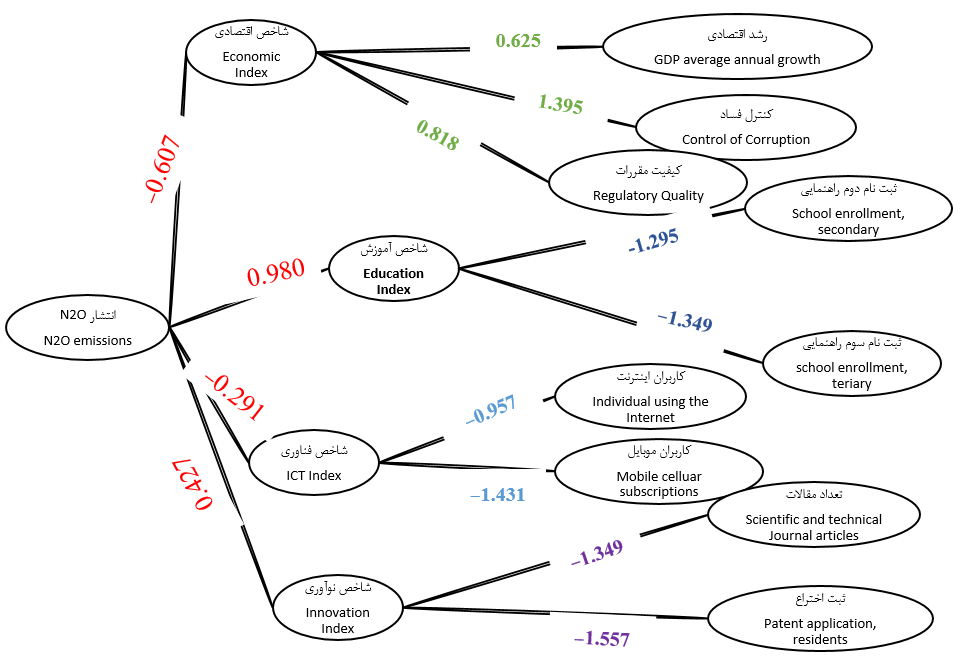 شاخص اقتصادی
Economic
Index
0.625
رشد اقتصادی
GDP average annual growth
1.395
کنترل فساد
Control of Corruption
0.818
کیفیت مقررات
Regulatory Quality
–0.607
شاخص آموزش
Education
Index
0.980
-1.295
ثبت نام دوم راهنمایی
School enrollment,
secondary
–1.349
ثبت نام سوم راهنمایی
school enrollment,
teriary
انتشار N2O
N2O emissions
–0.291
شاخص فناوری
ICT Index
–0.957
کاربران اینترنت
Individual using the
Internet
–1.431
کاربران موبایل
Mobile celluar
subscriptions
0.427
شاخص نوآوری
Innovation
Index
–1.349
تعداد مقالات
Scientific and technical
Journal articles
–1.557
ثبت اختراع
Patent application,
residents